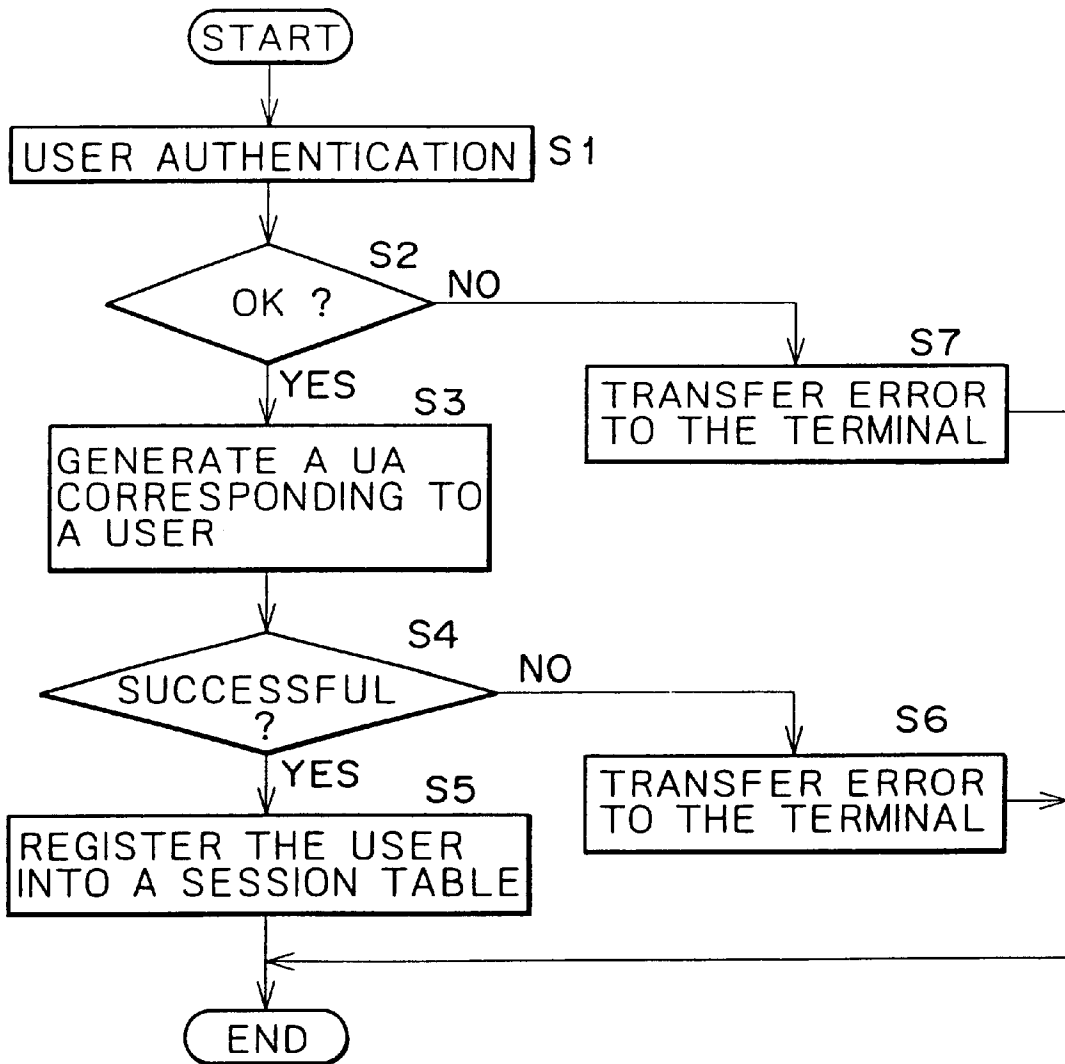 START
USER AUTHENTICATION S1
S2
OK ?
NO
YES
S7
TRANSFER ERROR
TO THE TERMINAL
S3
GENERATE A UA
CORRESPONDING TO
A USER
S4
SUCCESSFUL
?
NO
YES
S6
TRANSFER ERROR
TO THE TERMINAL
S5
REGISTER THE USER
INTO A SESSION TABLE
END